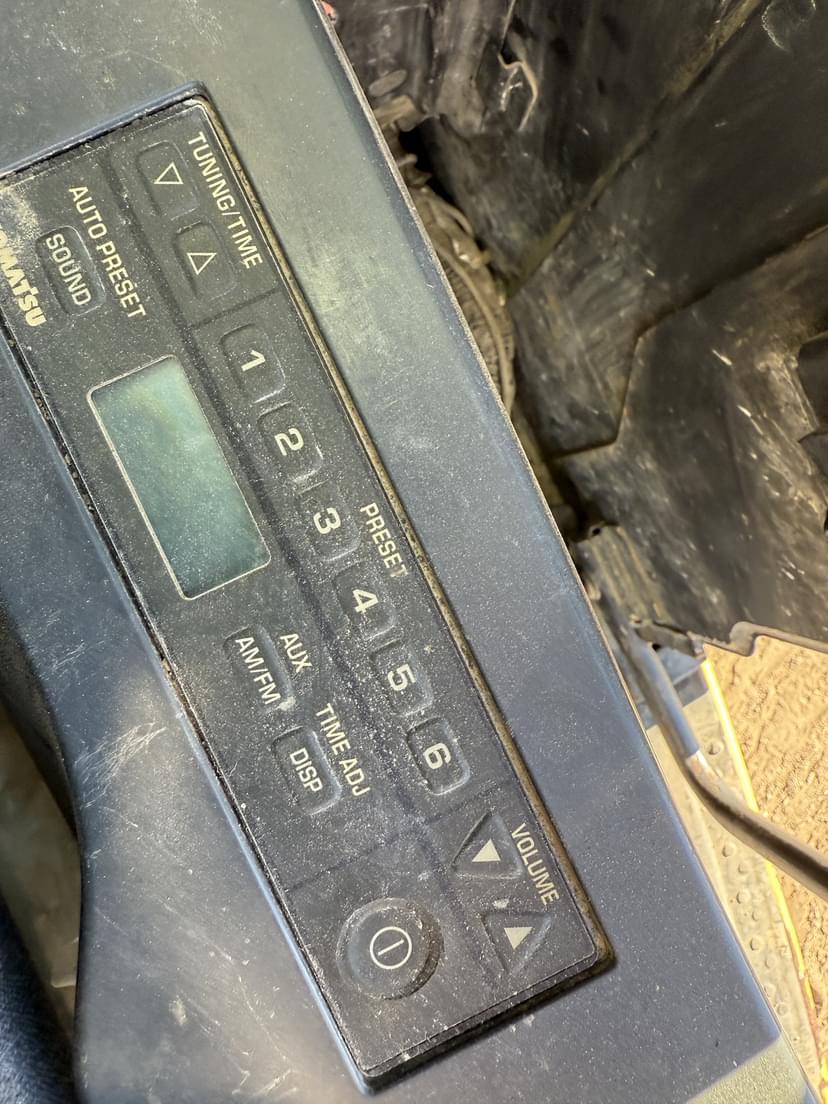 TUNING/TIME
AUTO PRESET
SOUND
OMATSU
1
2
3
4
5
6
PRESET
AUX
AM/FM
TIME ADJ
DISP
VOLUME